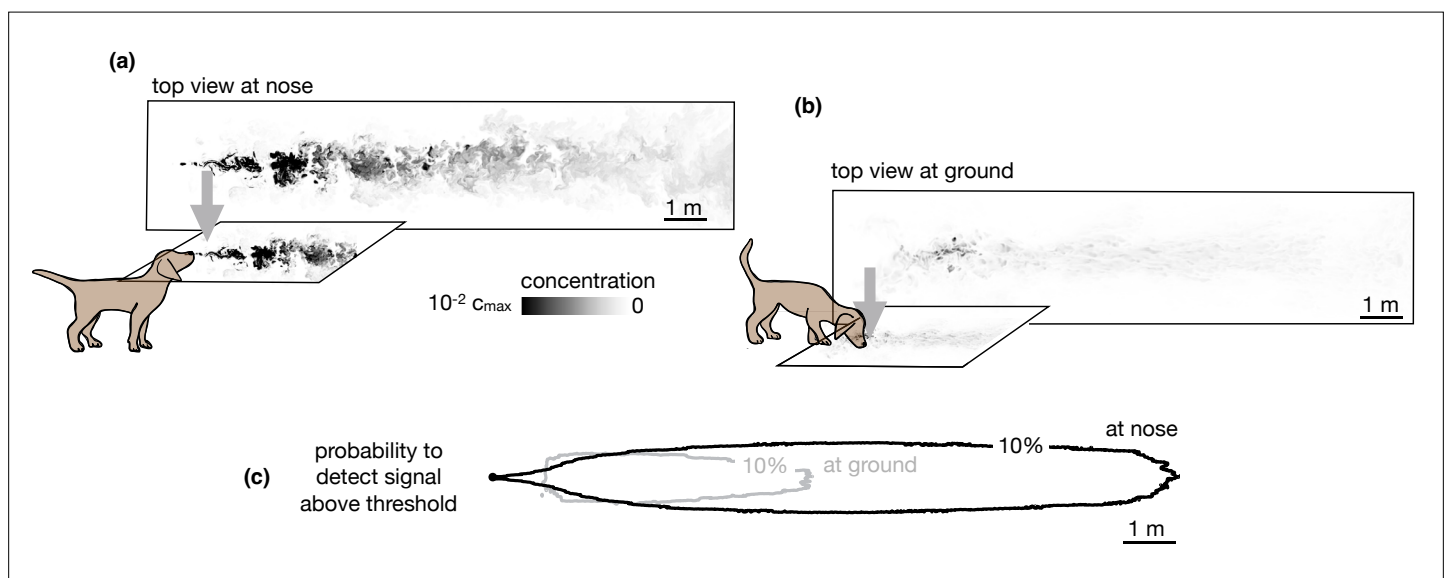 (a)
top view at nose
1 m
concentration
10⁻² cmax 0
(b)
top view at ground
1 m
(c)
probability to
detect signal
above threshold
10%
at ground
10%
at nose
1 m